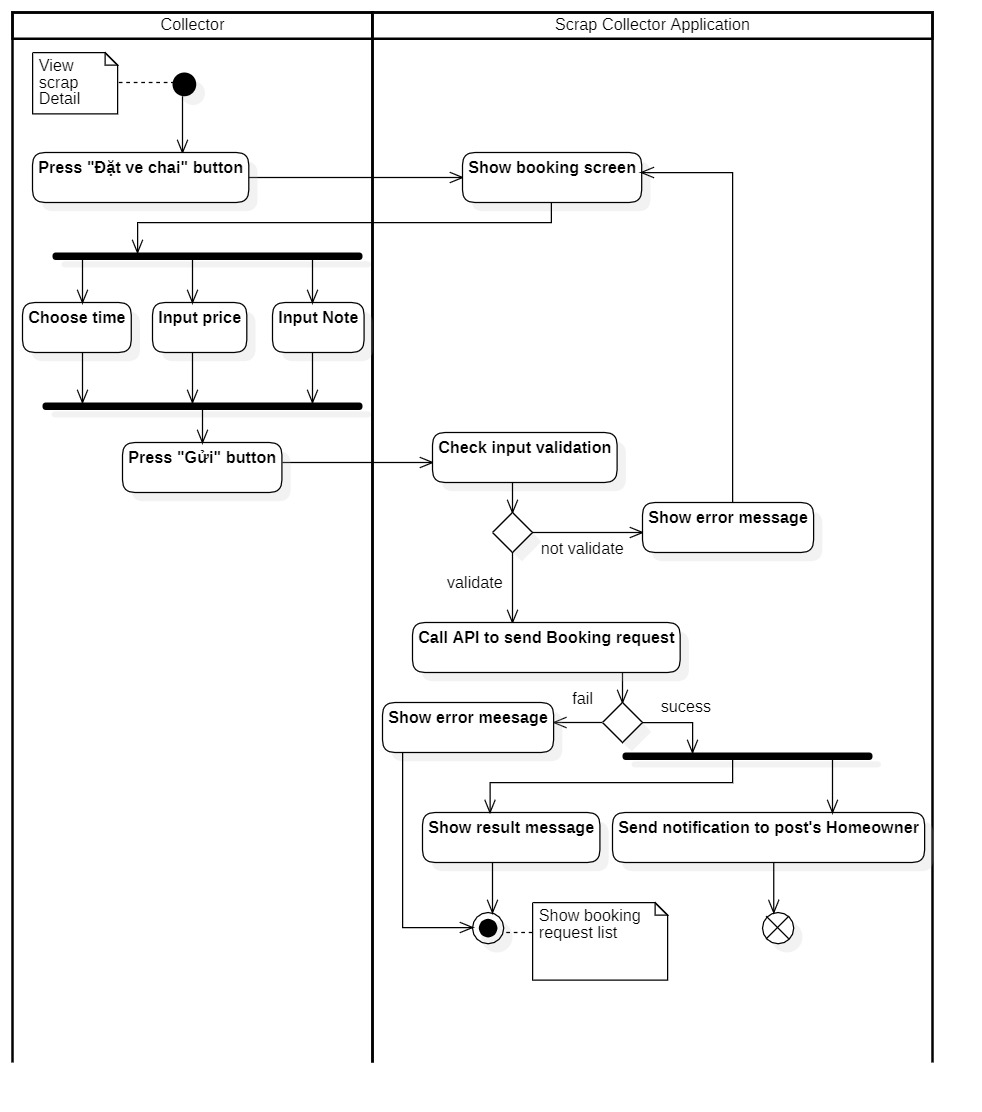 Collector
Scrap Collector Application
View
scrap
Detail
Press "Đặt ve chai" button
Show booking screen
Choose time
Input price
Input Note
Press "Gửi" button
Check input validation
Show error message
not validate
validate
Call API to send Booking request
fail
sucess
Show error meesage
Show result message
Send notification to post's Homeowner
Show booking
request list